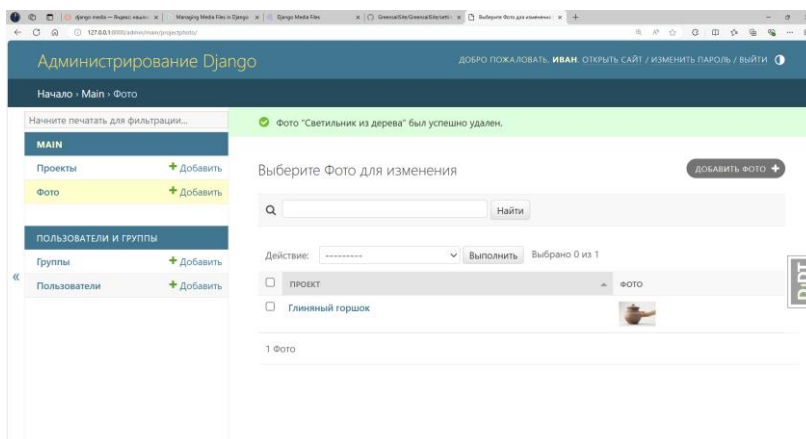 django media — Яндекс: нашло
Managing Media Files in Django
Django Media Files
Выберите Фото для изменения
127.0.0.1:8000/admin/main/projectphoto/
Администрирование Django
ДОБРО ПОЖАЛОВАТЬ, ИВАН. ОТКРЫТЬ САЙТ / ИЗМЕНИТЬ ПАРОЛЬ / ВЫЙТИ
Начало › Main › Фото
Начните печатать для фильтрации...
MAIN
Проекты + Добавить
Фото + Добавить
ПОЛЬЗОВАТЕЛИ И ГРУППЫ
Группы + Добавить
Пользователи + Добавить
«
Фото "Светильник из дерева" был успешно удален.
Выберите Фото для изменения
ДОБАВИТЬ ФОТО +
Найти
Действие: --------- Выполнить Выбрано 0 из 1
ПРОЕКТ ФОТО
Глиняный горшок
1 Фото
DjDT